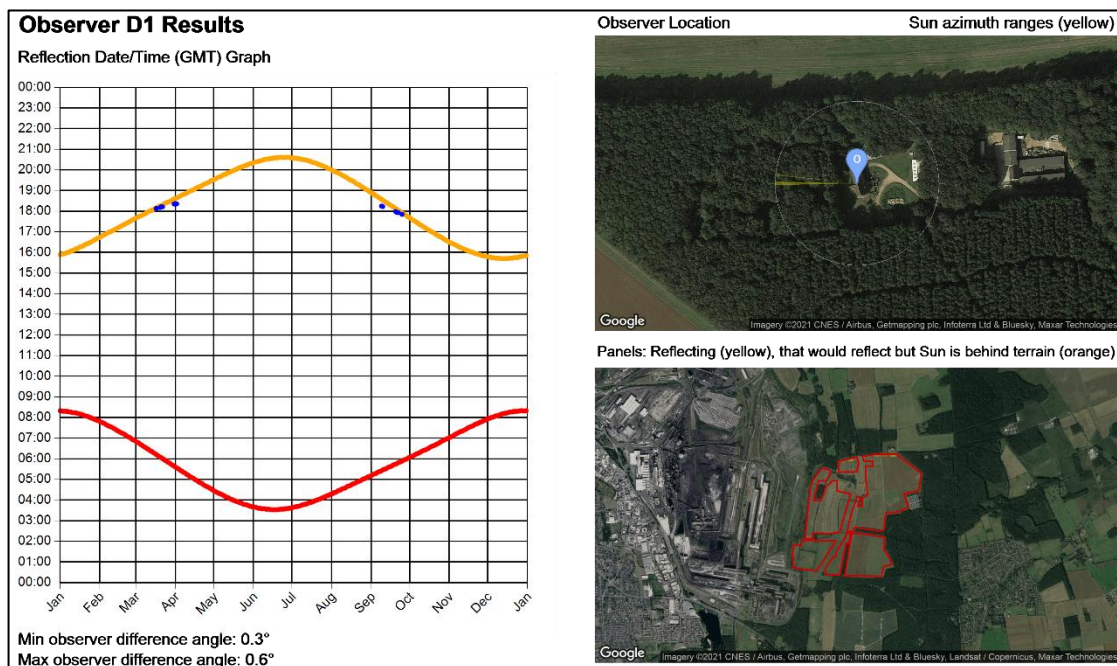 Observer D1 Results
Reflection Date/Time (GMT) Graph
00:00
23:00
22:00
21:00
20:00
19:00
18:00
17:00
16:00
15:00
14:00
13:00
12:00
11:00
10:00
09:00
08:00
07:00
06:00
05:00
04:00
03:00
02:00
01:00
00:00
Jan
Feb
Mar
Apr
May
Jun
Jul
Aug
Sep
Oct
Nov
Dec
Jan
Min observer difference angle: 0.3°
Max observer difference angle: 0.6°
Observer Location
Sun azimuth ranges (yellow)
O
Google
Imagery ©2021 CNES / Airbus, Getmapping plc, Infoterra Ltd & Bluesky, Maxar Technologies
Panels: Reflecting (yellow), that would reflect but Sun is behind terrain (orange)
Google
Imagery ©2021 CNES / Airbus, Getmapping plc, Infoterra Ltd & Bluesky, Landsat / Copernicus, Maxar Technologies